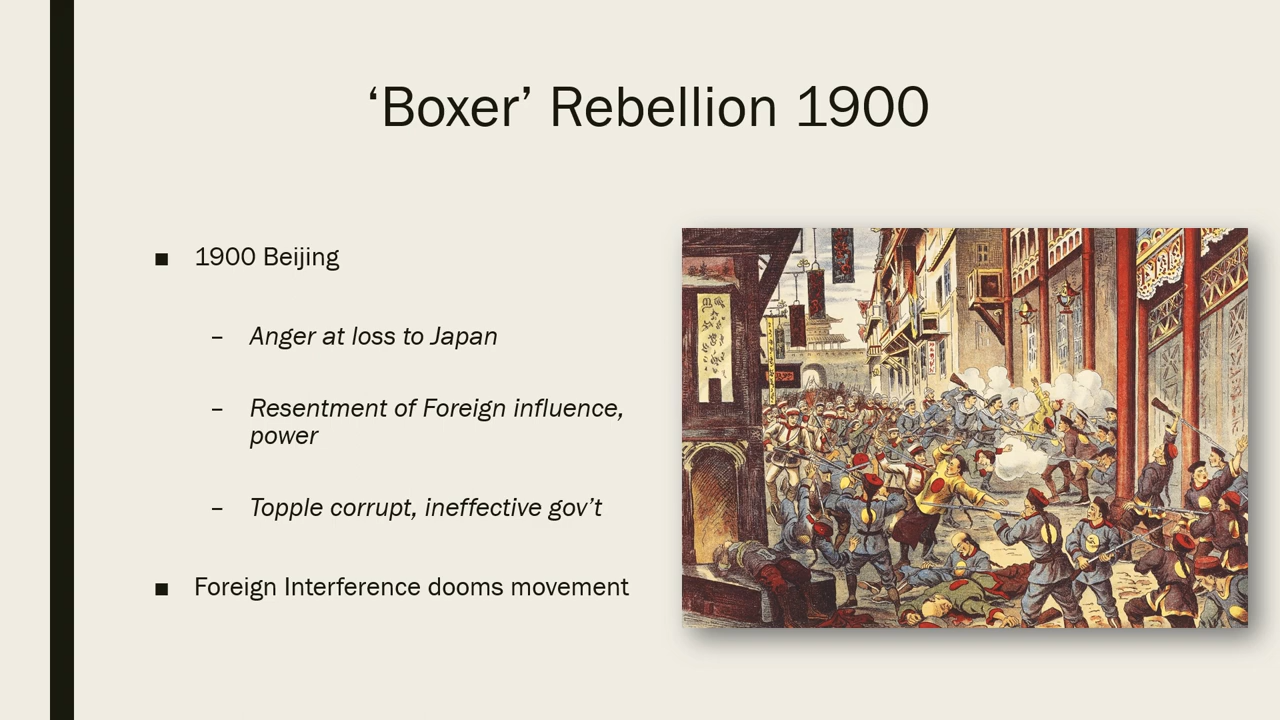 ‘Boxer’ Rebellion 1900
■ 1900 Beijing
– Anger at loss to Japan
– Resentment of Foreign influence,
power
– Topple corrupt, ineffective gov’t
■ Foreign Interference dooms movement